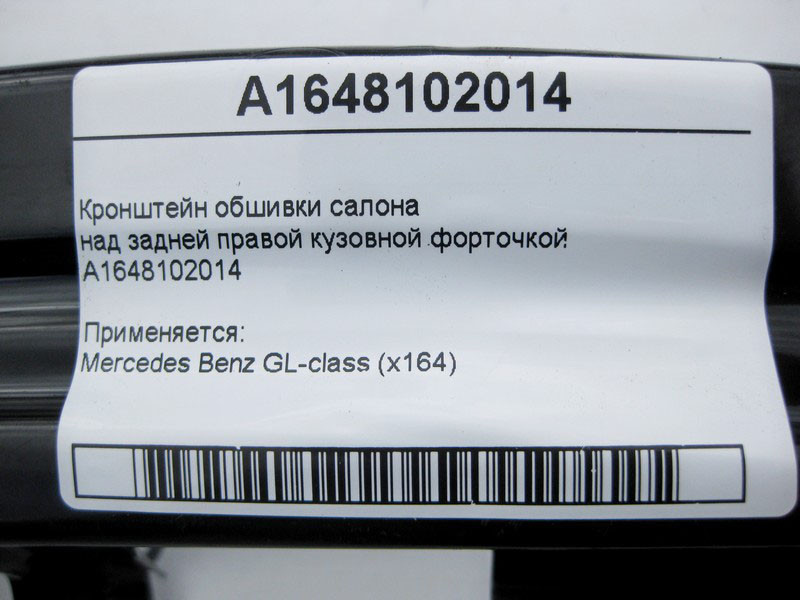 A1648102014
Кронштейн обшивки салона
над задней правой кузовной форточкой
A1648102014
Применяется:
Mercedes Benz GL-class (x164)